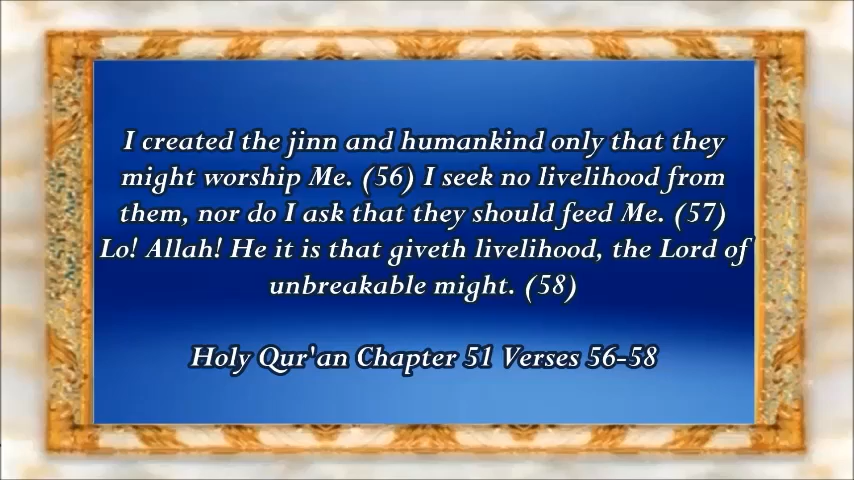 I created the jinn and humankind only that they
might worship Me. (56) I seek no livelihood from
them, nor do I ask that they should feed Me. (57)
Lo! Allah! He it is that giveth livelihood, the Lord of
unbreakable might. (58)
Holy Qur'an Chapter 51 Verses 56-58